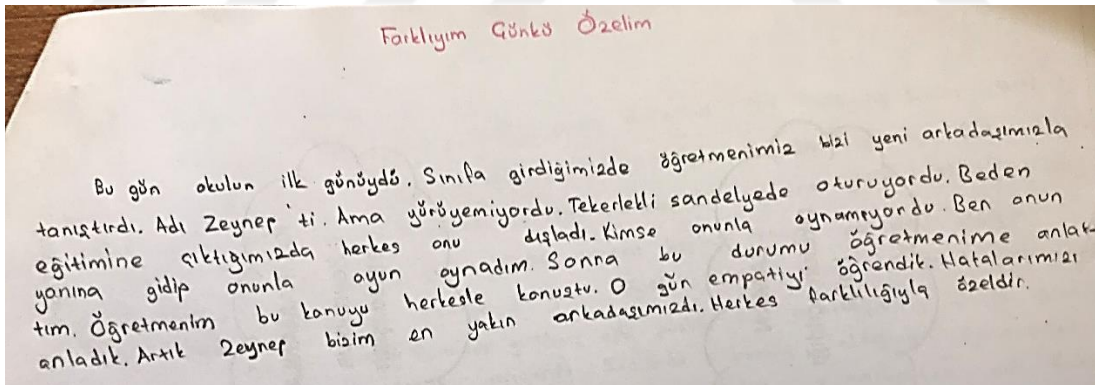 Farklıyım Günkü Özelim
Bu gün okulun ilk günüydü. Sınıfa girdiğimizde öğretmenimiz bizi yeni arkadaşımızla
tanıştırdı. Adı Zeynep'ti. Ama yürüyemiyordu. Tekerlekli sandelyede oturuyordu. Beden
eğitimine çıktığımızda herkes onu dışladı. Kimse onunla oynamıyordu. Ben onun
yanına gidip onunla oyun oynadım. Sonna bu durumu öğretmenime anlat-
tım. Öğretmenim bu konuyu herkesle konuştu. O gün empatiyi öğrendik. Hatalarımızı
anladık. Artık Zeynep bizim en yakın arkadaşımızdı. Herkes farklılığıyla özeldir.